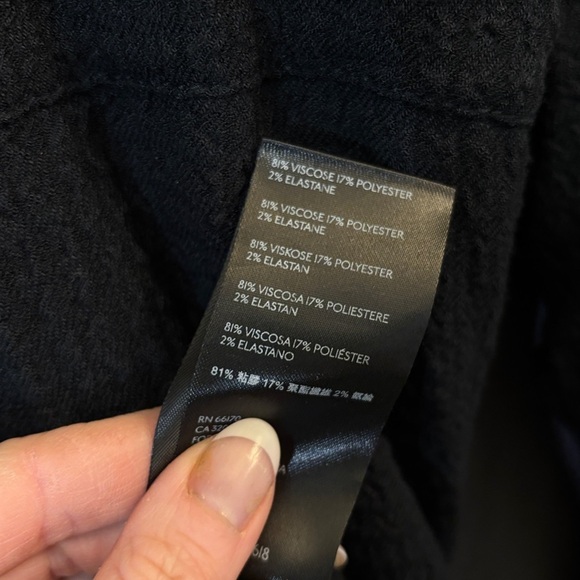 81% VISCOSE 17% POLYESTER
2% ELASTANE
81% VISCOSE 17% POLYESTER
2% ELASTANE
81% VISKOSE 17% POLYESTER
2% ELASTAN
81% VISCOSA 17% POLIESTERE
2% ELASTAN
81% VISCOSA 17% POLIÉSTER
2% ELASTANO
81% 粘膠 17% 聚酯纖維 2% 氨綸
RN 66170
CA